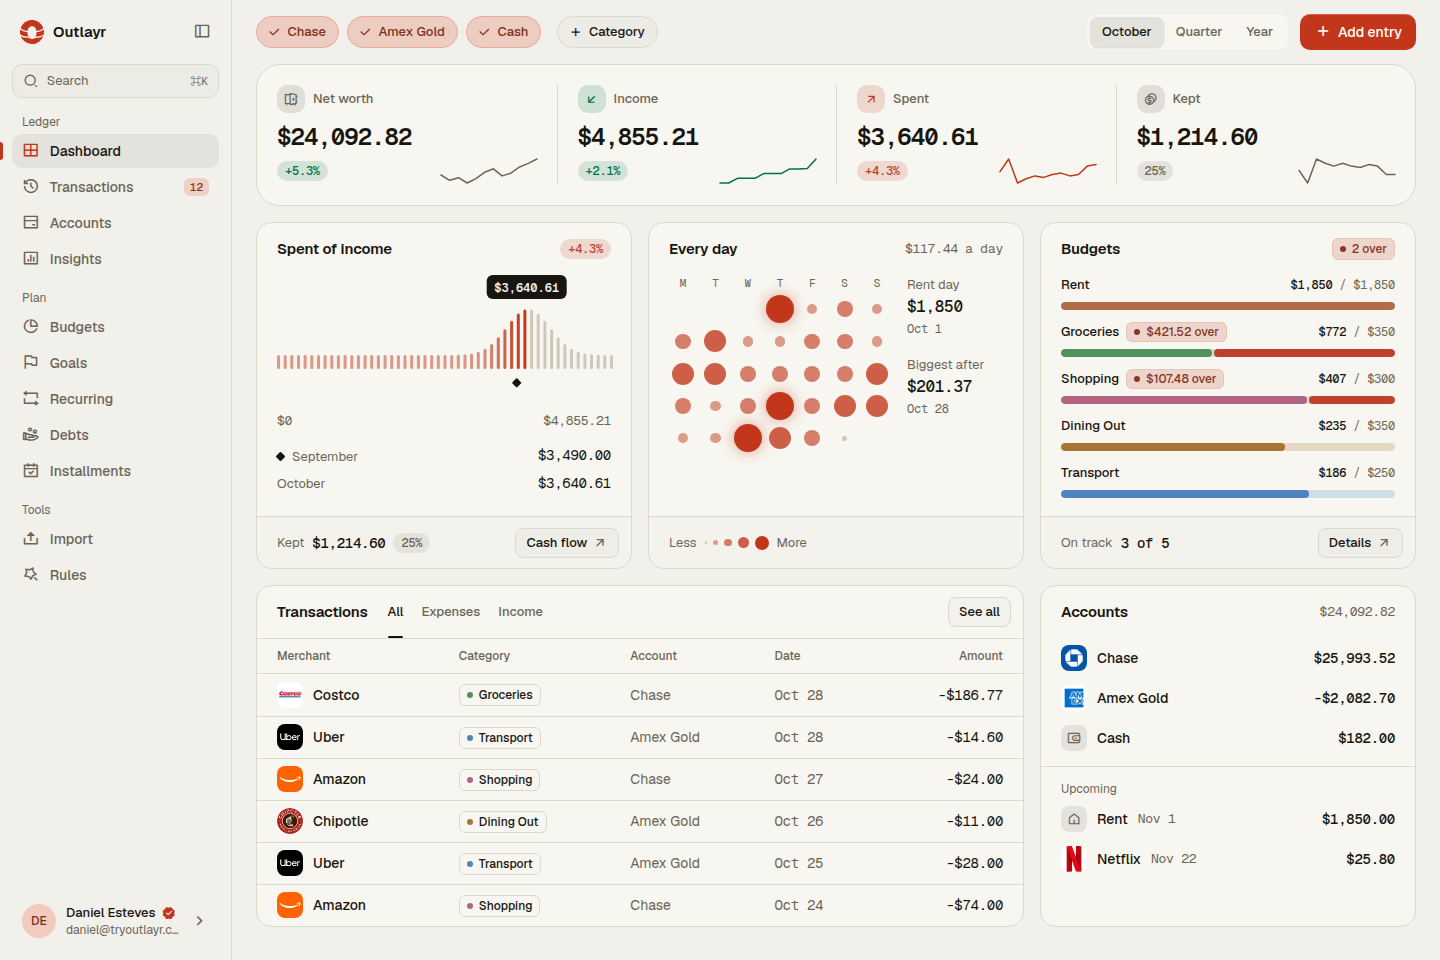 Outlayr
Search ⌘K
Ledger
Dashboard
Transactions 12
Accounts
Insights
Plan
Budgets
Goals
Recurring
Debts
Installments
Tools
Import
Rules
DE
Daniel Esteves
daniel@tryoutlayr.c...
Chase Amex Gold Cash + Category
October Quarter Year + Add entry
Net worth
$24,092.82
+5.3%
Income
$4,855.21
+2.1%
Spent
$3,640.61
+4.3%
Kept
$1,214.60
25%
Spent of income +4.3%
$3,640.61
$0 $4,855.21
September $3,490.00
October $3,640.61
Kept $1,214.60 25% Cash flow
Every day $117.44 a day
M T W T F S S
Rent day
$1,850
Oct 1
Biggest after
$201.37
Oct 28
Less More
Budgets 2 over
Rent $1,850 / $1,850
Groceries $421.52 over $772 / $350
Shopping $107.48 over $407 / $300
Dining Out $235 / $350
Transport $186 / $250
On track 3 of 5 Details
Transactions All Expenses Income See all
Merchant Category Account Date Amount
Costco Costco Groceries Chase Oct 28 -$186.77
Uber Uber Transport Amex Gold Oct 28 -$14.60
Amazon Shopping Chase Oct 27 -$24.00
Chipotle Dining Out Amex Gold Oct 26 -$11.00
Uber Uber Transport Amex Gold Oct 25 -$28.00
Amazon Shopping Chase Oct 24 -$74.00
Accounts $24,092.82
Chase $25,993.52
Amex Gold -$2,082.70
Cash $182.00
Upcoming
Rent Nov 1 $1,850.00
Netflix Nov 22 $25.80